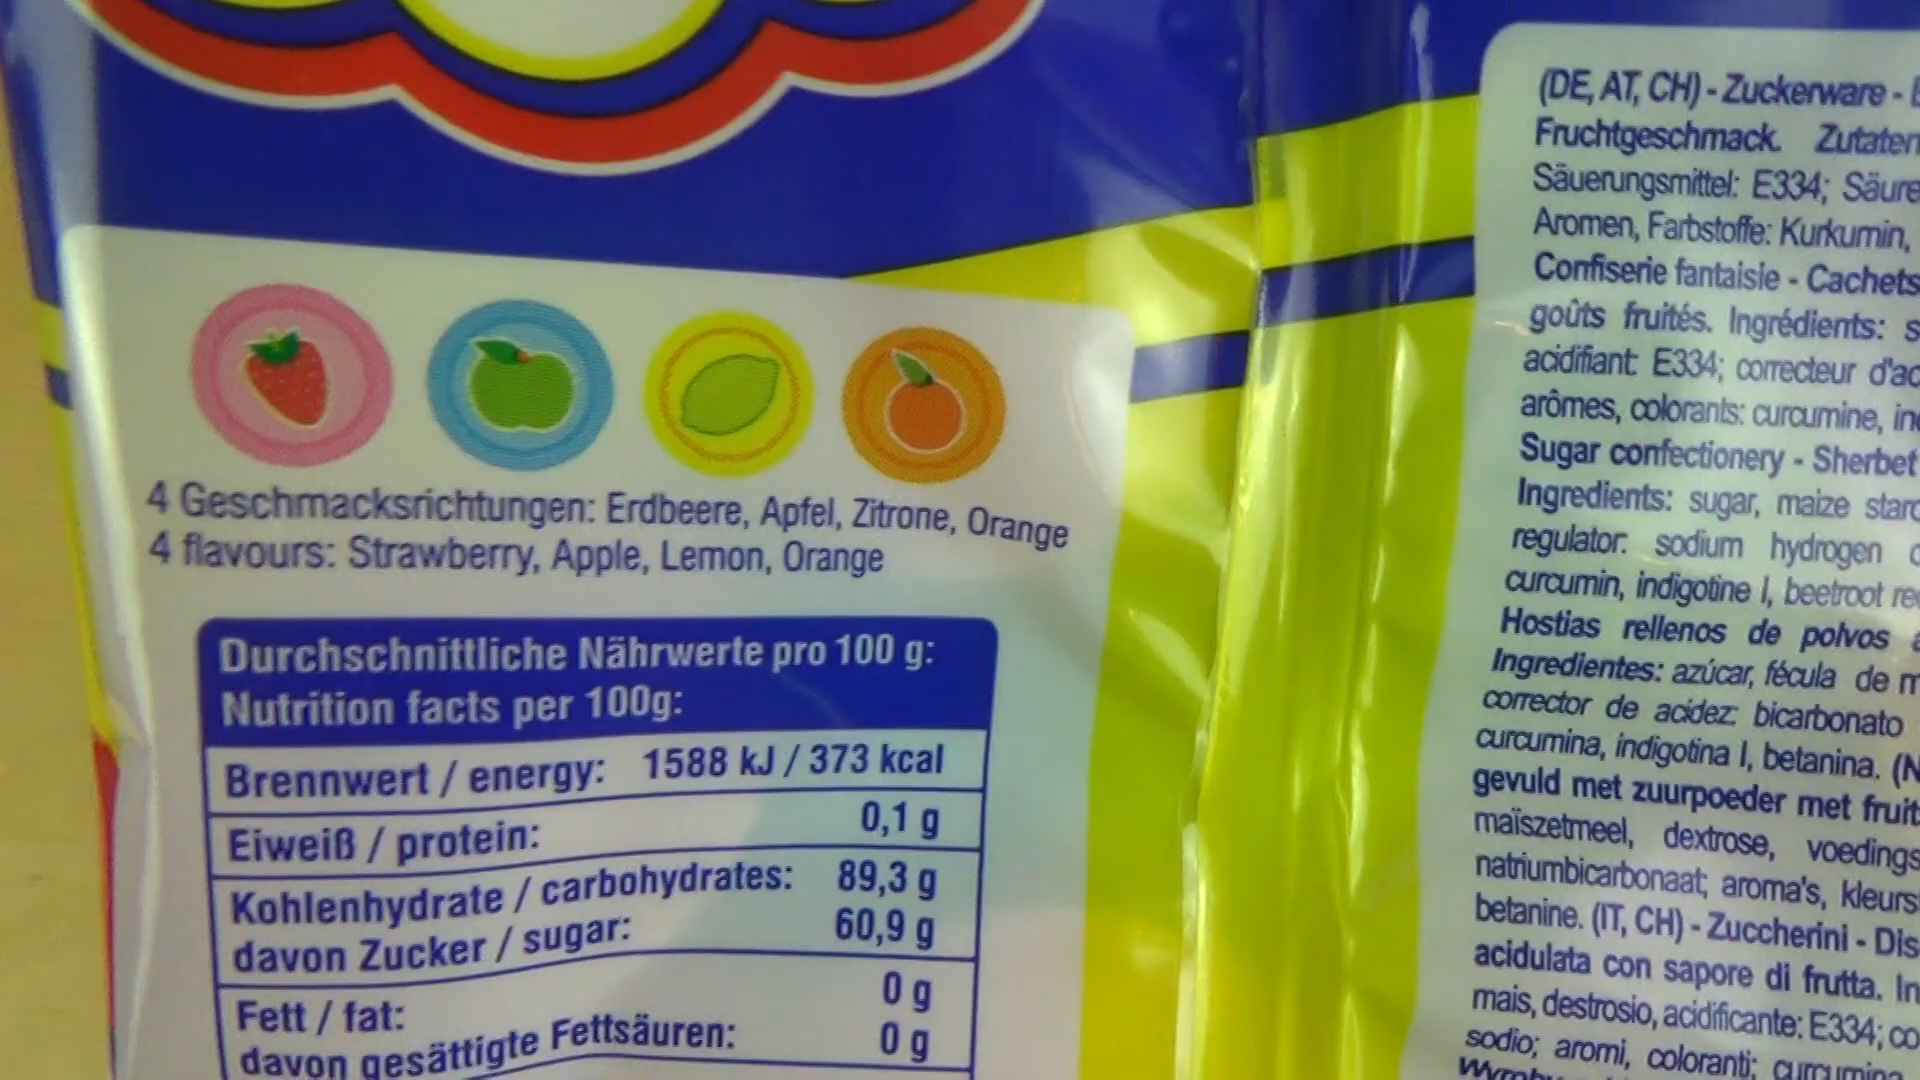 4 Geschmacksrichtungen: Erdbeere, Apfel, Zitrone, Orange
4 flavours: Strawberry, Apple, Lemon, Orange
Durchschnittliche Nährwerte pro 100 g:
Nutrition facts per 100g:
Brennwert / energy: 1588 kJ / 373 kcal
Eiweiß / protein: 0,1 g
Kohlenhydrate / carbohydrates: 89,3 g
davon Zucker / sugar: 60,9 g
Fett / fat: 0 g
davon gesättigte Fettsäuren: 0 g
(DE, AT, CH) - Zuckerware -
Fruchtgeschmack. Zutaten
Säuerungsmittel: E334; Säure
Aromen, Farbstoffe: Kurkumin,
Confiserie fantaisie - Cachets
goûts fruités. Ingrédients: s
acidifiant: E334; correcteur d'ac
arômes, colorants: curcumine, ind
Sugar confectionery - Sherbet
Ingredients: sugar, maize starc
regulator: sodium hydrogen c
curcumin, indigotine I, beetroot re
Hostias rellenos de polvos
Ingredientes: azúcar, fécula de m
corrector de acidez: bicarbonato
curcumina, indigotina I, betanina. (N
gevuld met zuurpoeder met fruit
maïszetmeel, dextrose, voedings
natriumbicarbonaat; aroma's, kleurs
betanine. (IT, CH) - Zuccherini - Dis
acidulata con sapore di frutta. In
mais, destrosio, acidificante: E334; co
sodio; aromi, coloranti: curcumina